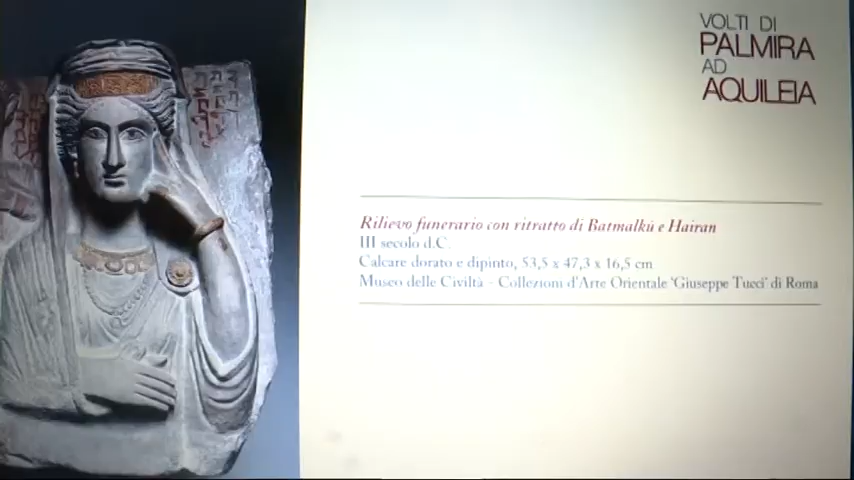 VOLTI DI
PALMIRA
AD
AQUILEIA
Rilievo funerario con ritratto di Batmalkû e Hairan
III secolo d.C.
Calcare dorato e dipinto, 53,5 x 47,3 x 16,5 cm
Museo delle Civiltà - Collezioni d'Arte Orientale 'Giuseppe Tucci' di Roma